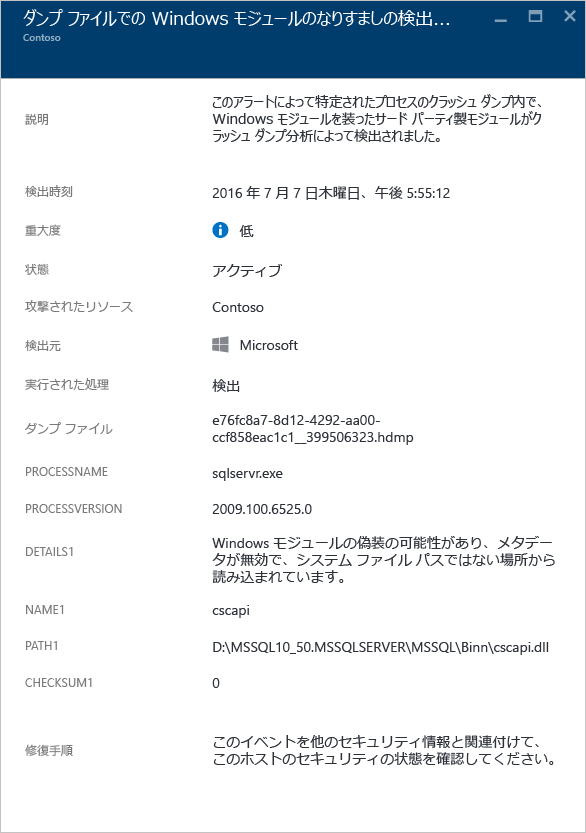 ダンプ ファイルでの Windows モジュールのなりすましの検出...
Contoso
説明
このアラートによって特定されたプロセスのクラッシュ ダンプ内で、
Windows モジュールを装ったサード パーティ製モジュールがク
ラッシュ ダンプ分析によって検出されました。
検出時刻
2016 年 7 月 7 日木曜日、午後 5:55:12
重大度
低
状態
アクティブ
攻撃されたリソース
Contoso
検出元
Microsoft
実行された処理
検出
ダンプ ファイル
e76fc8a7-8d12-4292-aa00-
ccf858eac1c1__399506323.hdmp
PROCESSNAME
sqlservr.exe
PROCESSVERSION
2009.100.6525.0
DETAILS1
Windows モジュールの偽装の可能性があり、メタデー
タが無効で、システム ファイル パスではない場所から
読み込まれています。
NAME1
cscapi
PATH1
D:\MSSQL10_50.MSSQLSERVER\MSSQL\Binn\cscapi.dll
CHECKSUM1
0
修復手順
このイベントを他のセキュリティ情報と関連付けて、
このホストのセキュリティの状態を確認してください。